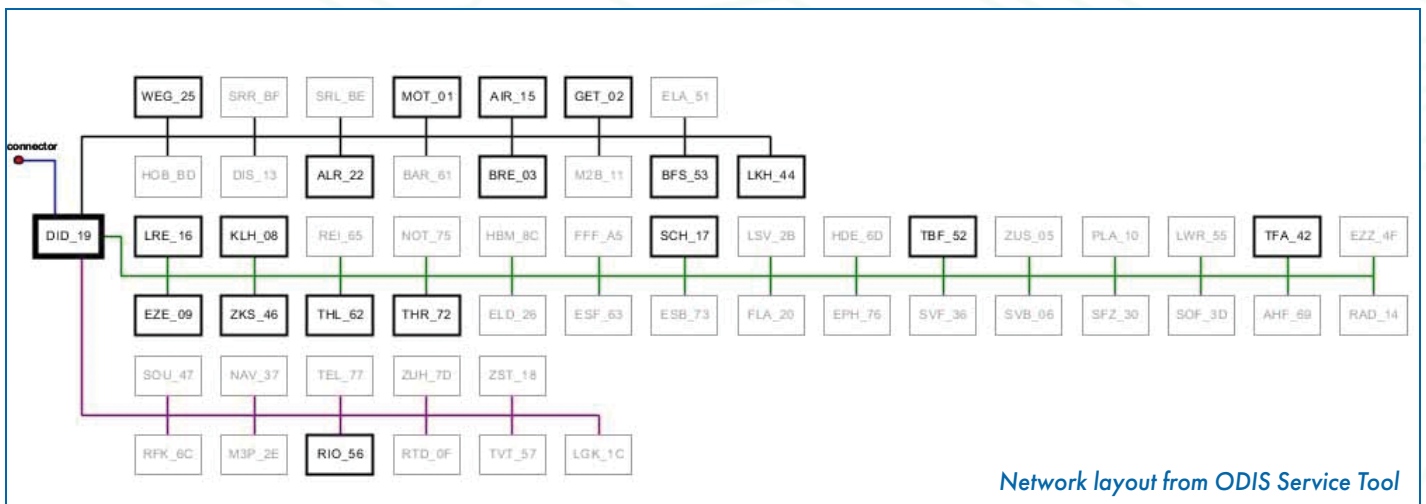 WEG_25 SRR_BF SRL_BE MOT_01 AIR_15 GET_02 ELA_51
connector
HOB_BD DIS_13 ALR_22 BAR_61 BRE_03 M2B_11 BFS_53 LKH_44
DID_19 LRE_16 KLH_08 REI_65 NOT_75 HBM_8C FFF_A5 SCH_17 LSV_2B HDE_6D TBF_52 ZUS_05 PLA_10 LWR_55 TFA_42 EZZ_4F
EZE_09 ZKS_46 THL_62 THR_72 ELD_26 ESF_63 ESB_73 FLA_20 EPH_76 SVF_36 SVB_06 SFZ_30 SOF_3D AHF_69 RAD_14
SOU_47 NAV_37 TEL_77 ZUH_7D ZST_18
RFK_6C M3P_2E RIO_56 RTD_0F TVT_57 LGK_1C
Network layout from ODIS Service Tool